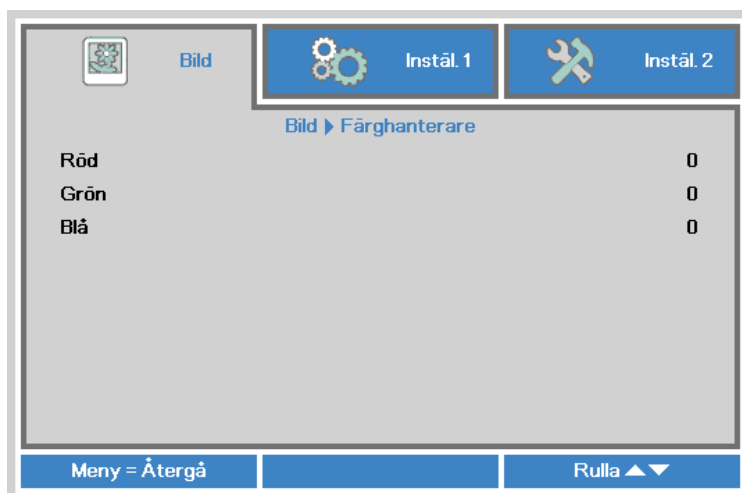 Bild
Instäl. 1
Instäl. 2
Bild ▶ Färghanterare
Röd 0
Grön 0
Blå 0
Meny = Återgå
Rulla ▲▼